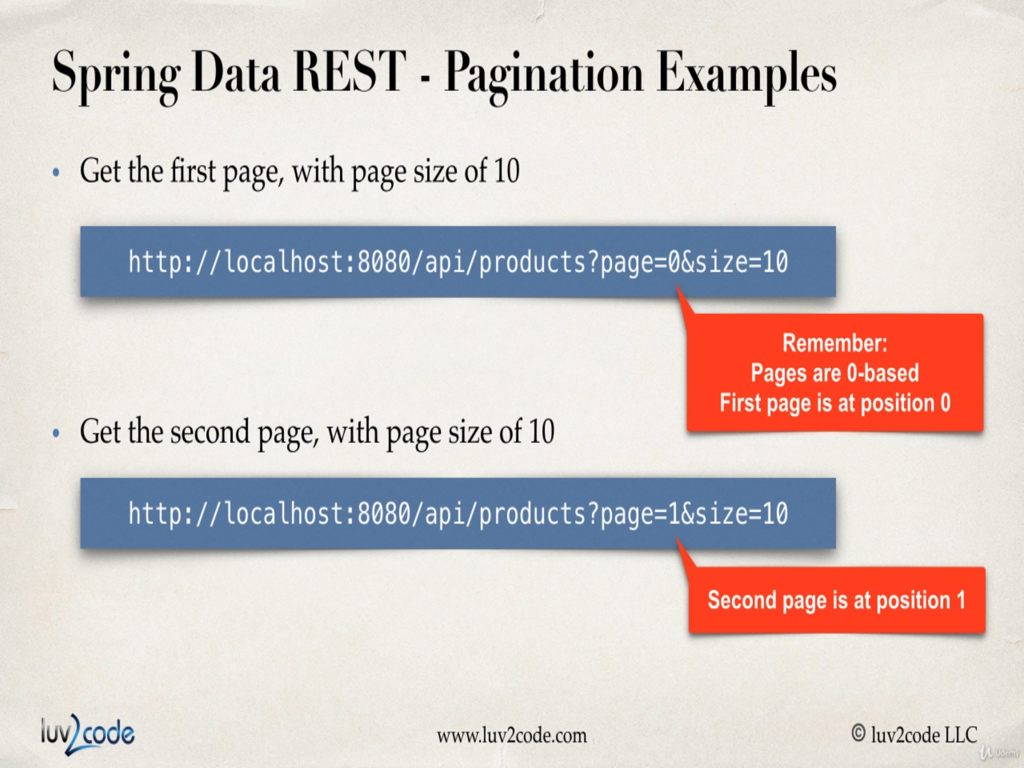 Spring Data REST - Pagination Examples
• Get the first page, with page size of 10
http://localhost:8080/api/products?page=0&size=10
Remember:
Pages are 0-based
First page is at position 0
• Get the second page, with page size of 10
http://localhost:8080/api/products?page=1&size=10
Second page is at position 1
luv2code
www.luv2code.com
© luv2code LLC
Udemy